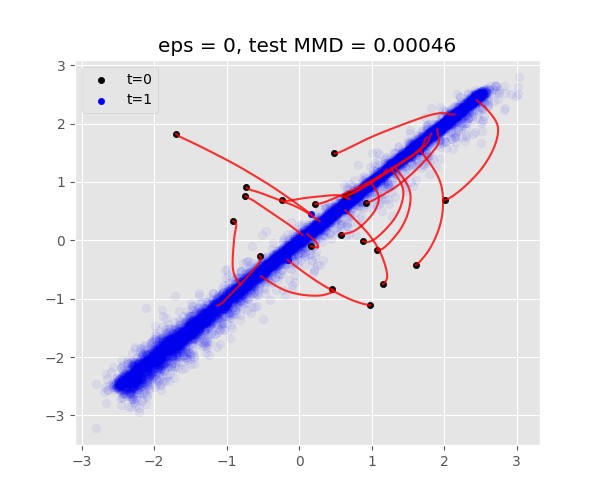 eps = 0, test MMD = 0.00046
t=0
t=1
3
2
1
0
−1
−2
−3
−3 −2 −1 0 1 2 3